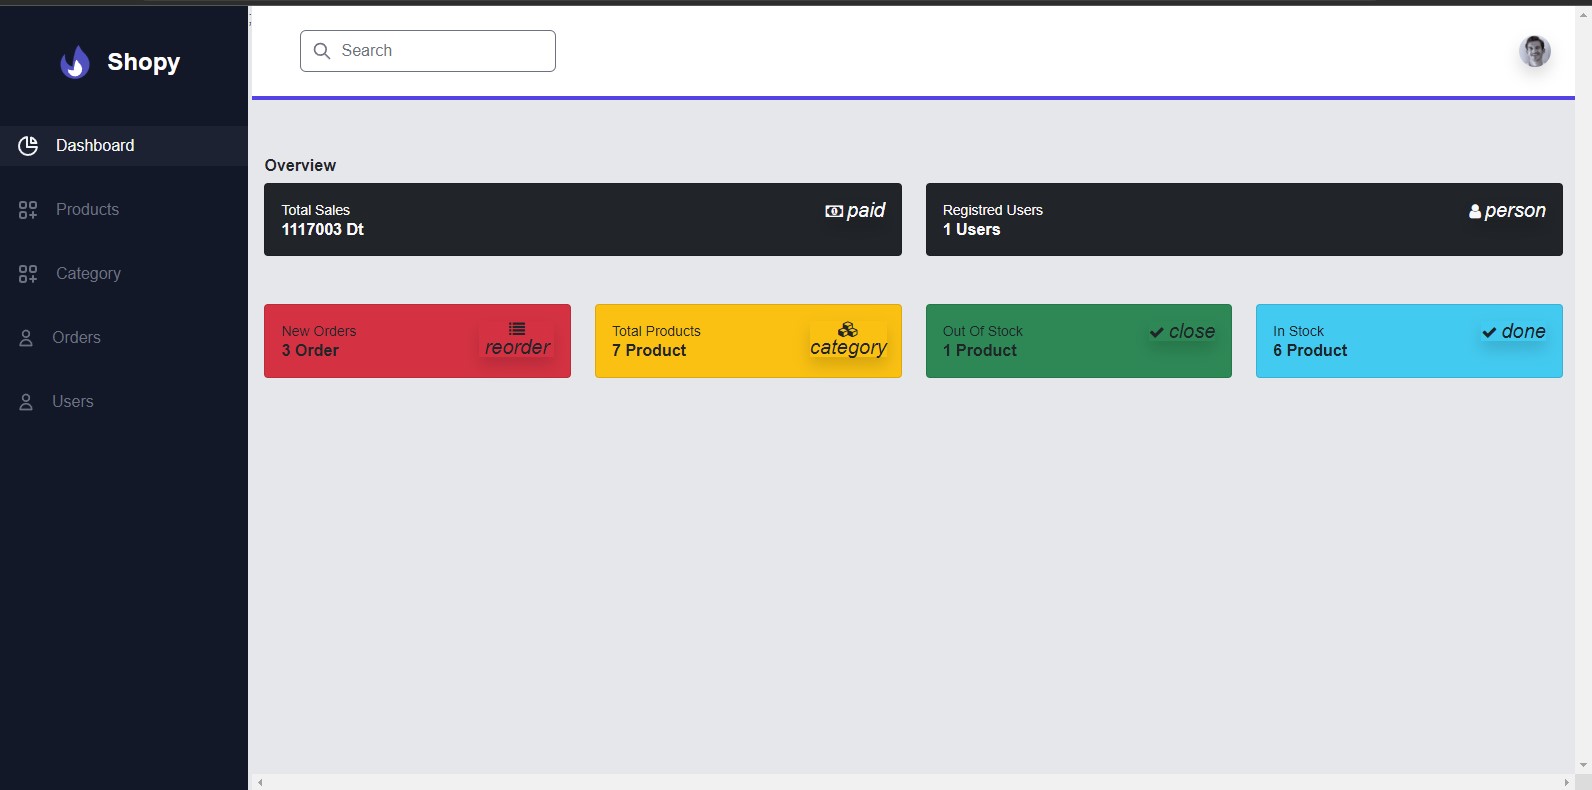 ;
Shopy
Search
Dashboard
Products
Category
Orders
Users
Overview
Total Sales
1117003 Dt
paid
Registred Users
1 Users
person
New Orders
3 Order
reorder
Total Products
7 Product
category
Out Of Stock
1 Product
close
In Stock
6 Product
done